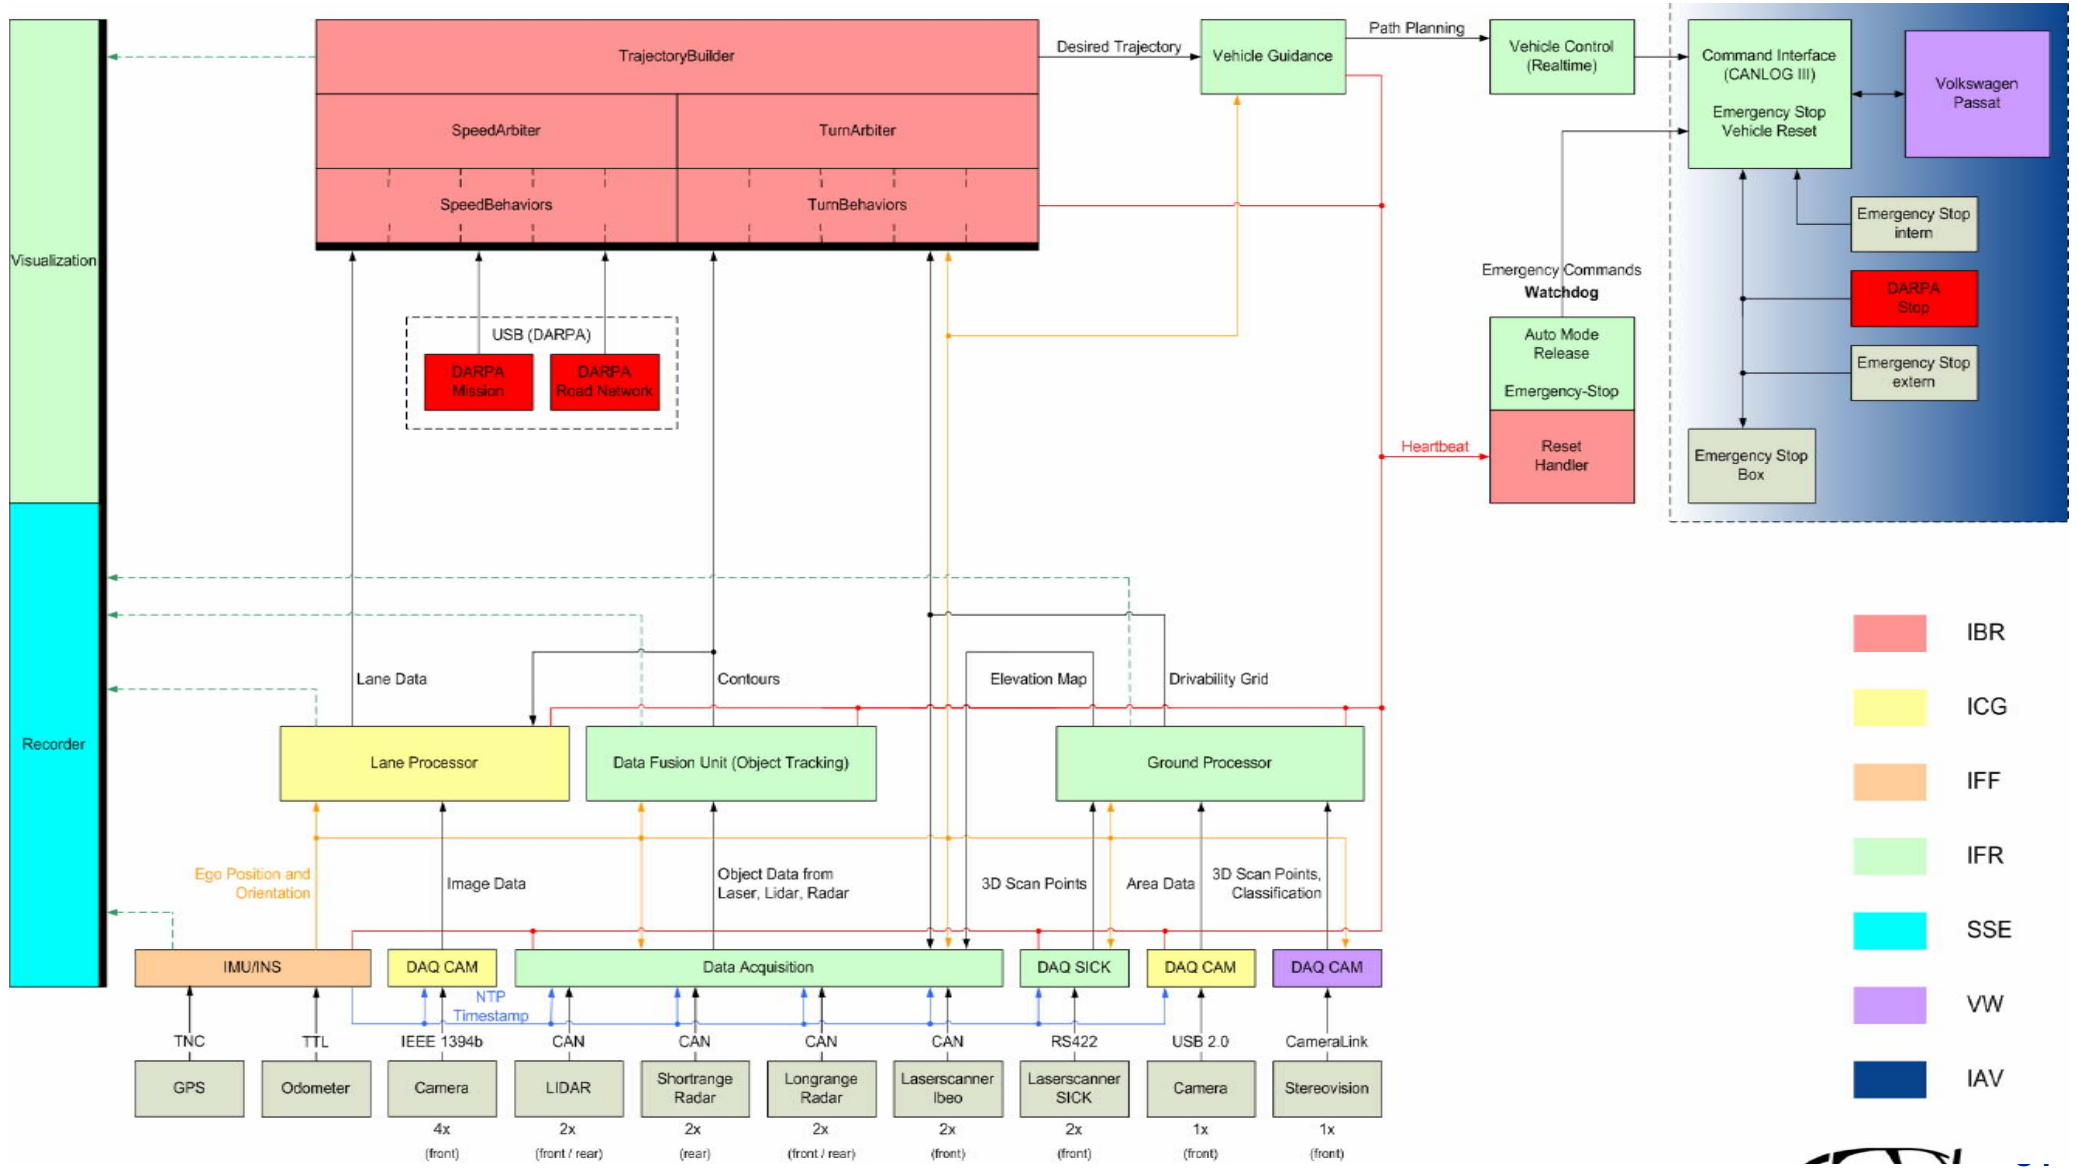 TrajectoryBuilder
Desired Trajectory
Vehicle Guidance
Path Planning
Vehicle Control
(Realtime)
Command Interface
(CANLOG III)
Emergency Stop
Vehicle Reset
Volkswagen
Passat
SpeedArbiter
TurnArbiter
SpeedBehaviors
TurnBehaviors
Emergency Stop
intern
Visualization
Emergency Commands
Watchdog
DARPA
Stop
USB (DARPA)
DARPA
Mission
DARPA
Road Network
Auto Mode
Release
Emergency-Stop
Emergency Stop
extern
Heartbeat
Reset
Handler
Emergency Stop
Box
IBR
ICG
IFF
IFR
SSE
VW
IAV
Recorder
Lane Data
Contours
Elevation Map
Drivability Grid
Lane Processor
Data Fusion Unit (Object Tracking)
Ground Processor
Ego Position and
Orientation
Image Data
Object Data from
Laser, Lidar, Radar
3D Scan Points
Area Data
3D Scan Points,
Classification
IMU/INS
DAQ CAM
Data Acquisition
DAQ SICK
DAQ CAM
DAQ CAM
NTP
Timestamp
TNC
TTL
IEEE 1394b
CAN
CAN
CAN
CAN
RS422
USB 2.0
CameraLink
GPS
Odometer
Camera
LIDAR
Shortrange
Radar
Longrange
Radar
Laserscanner
Ibeo
Laserscanner
SICK
Camera
Stereovision
4x
2x
2x
2x
2x
2x
1x
1x
(front)
(front / rear)
(rear)
(front / rear)
(front)
(front)
(front)
(front)